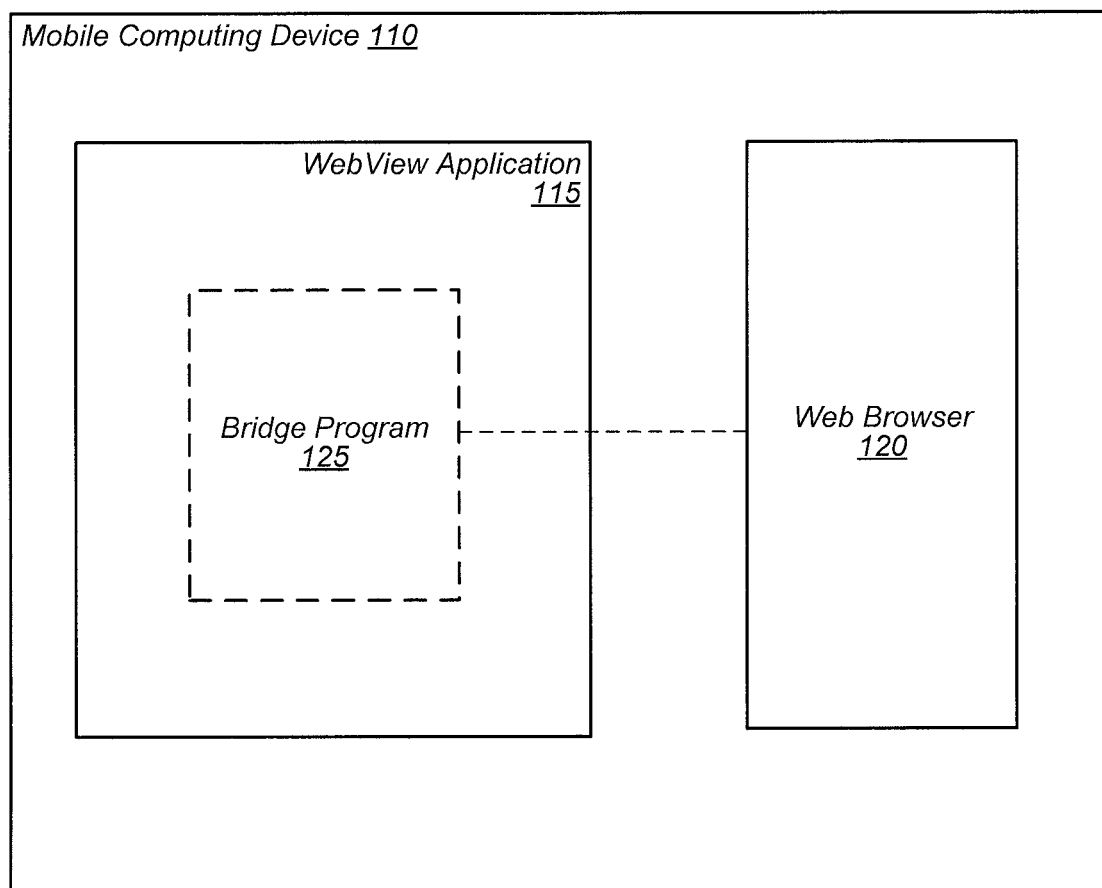 Mobile Computing Device 110
WebView Application
115
Bridge Program
125
Web Browser
120